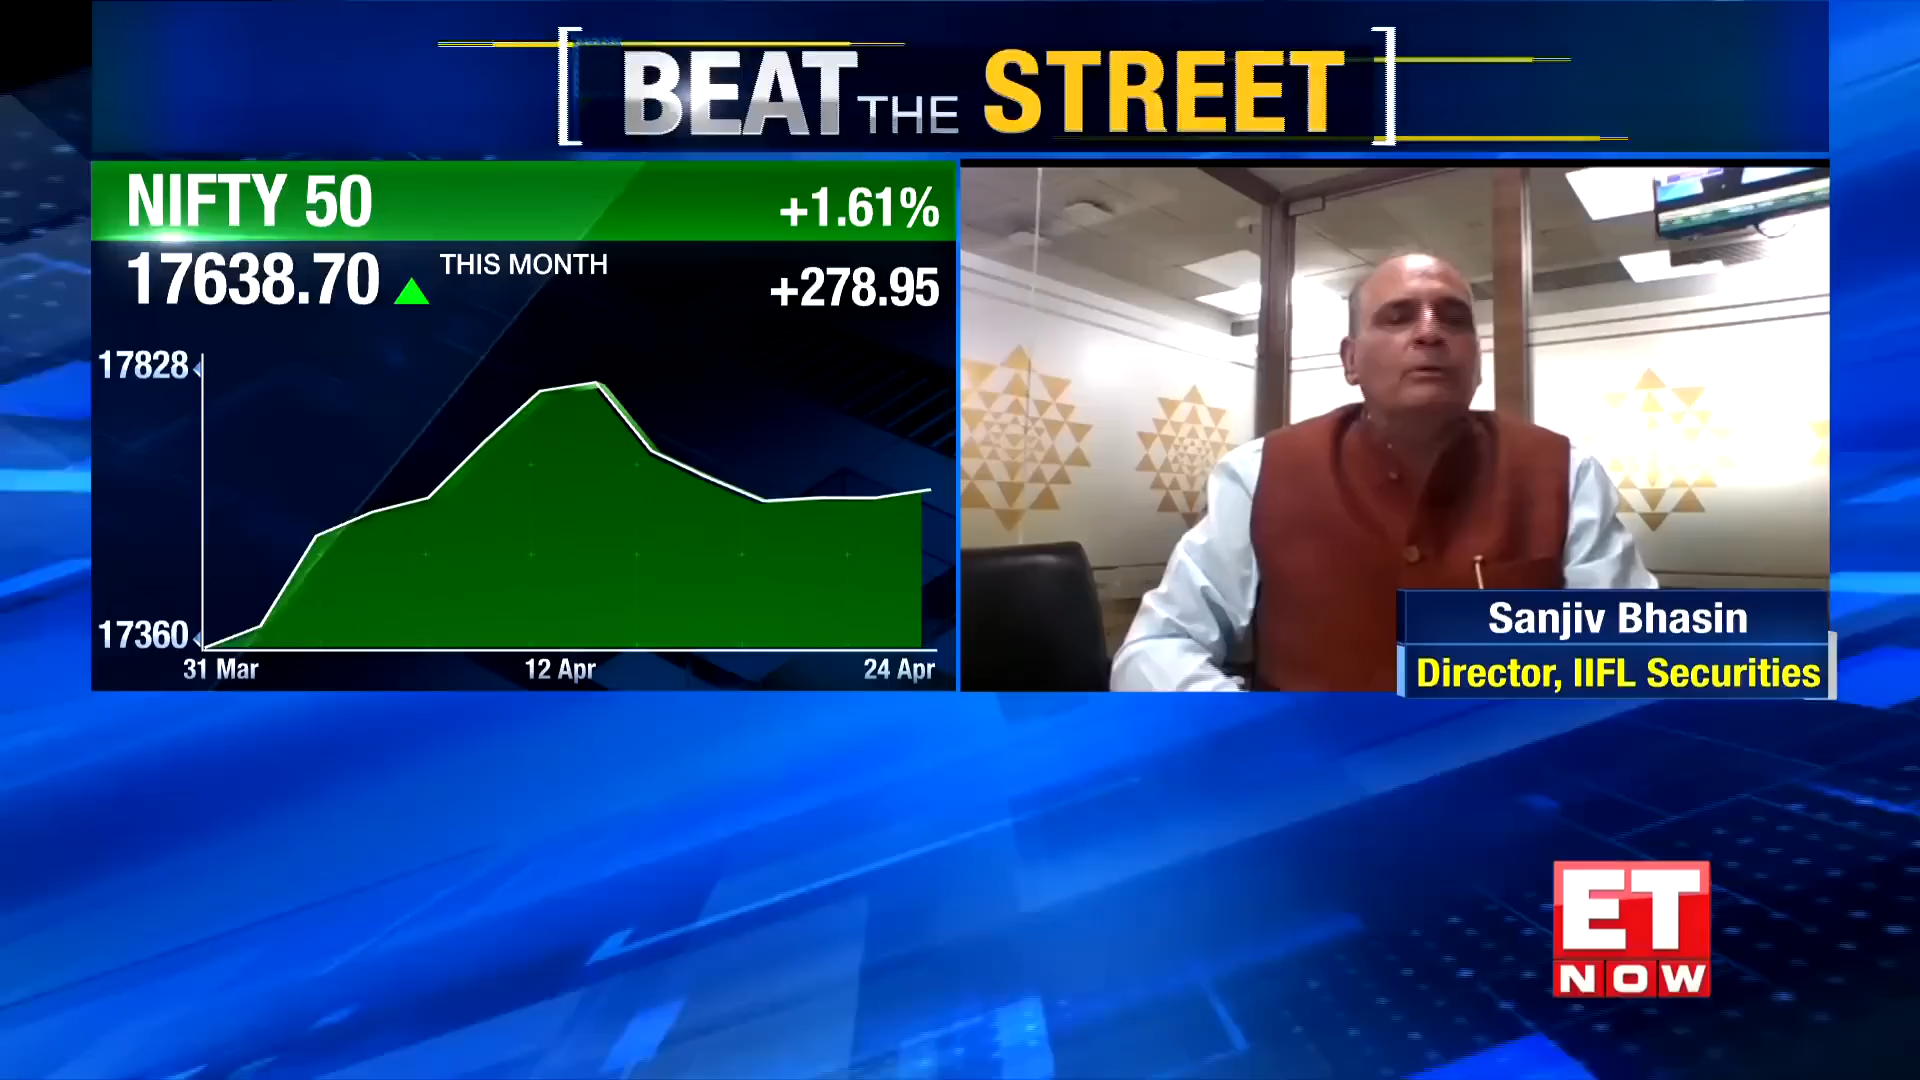 BEAT THE STREET
NIFTY 50
+1.61%
17638.70
THIS MONTH
+278.95
17828
17360
31 Mar
12 Apr
24 Apr
Sanjiv Bhasin
Director, IIFL Securities
ET
NOW